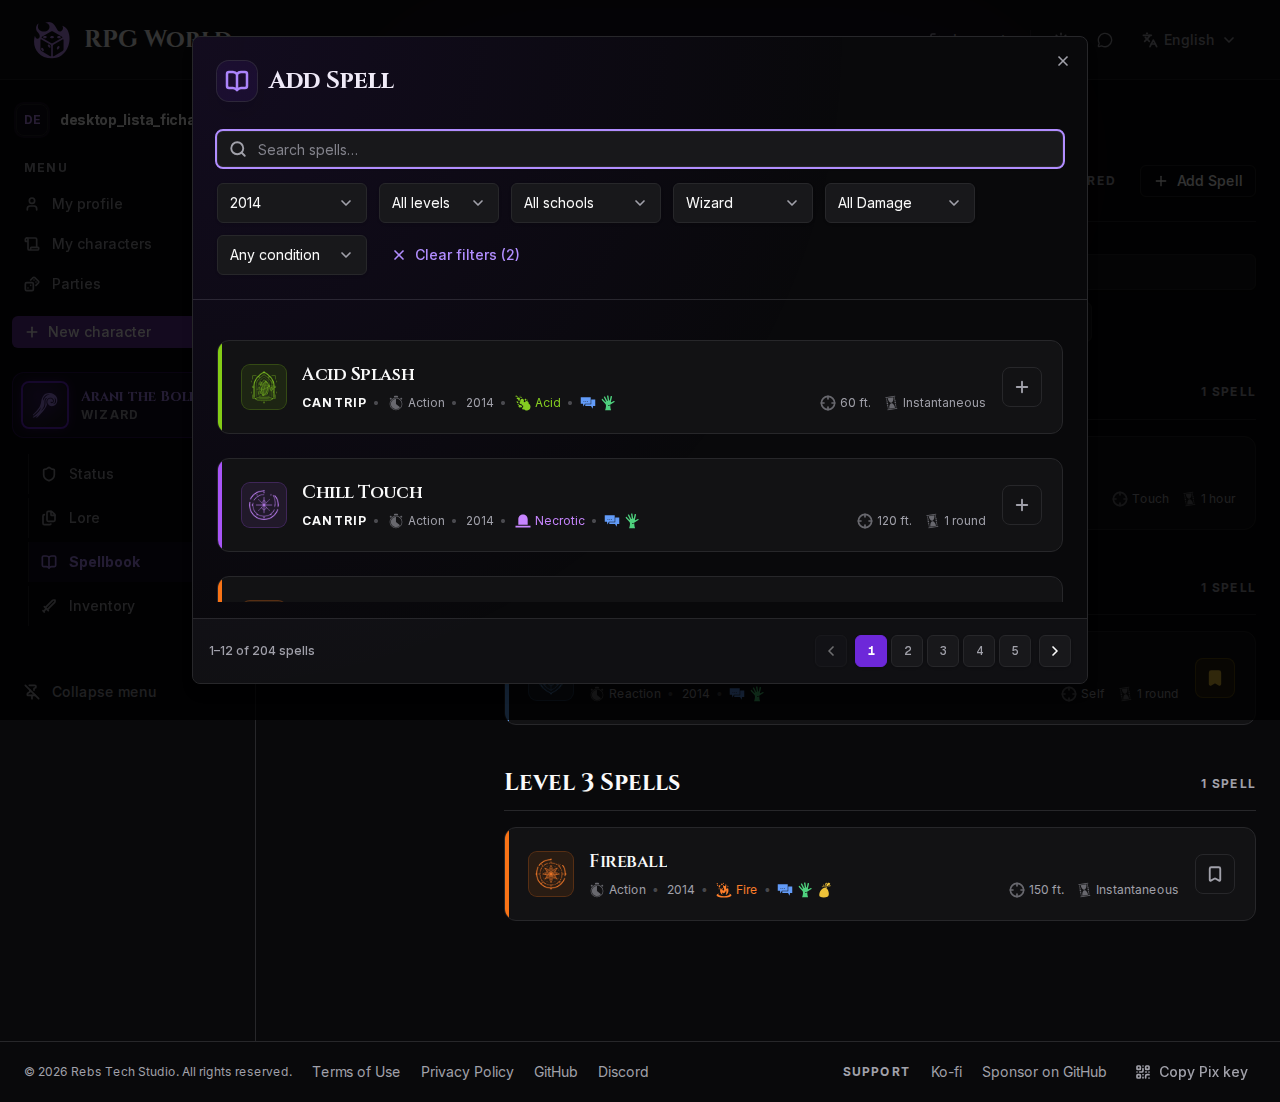 RPG World
English
DE
desktop_lista_ficha
MENU
My profile
My characters
Parties
New character
Arani the Bol
WIZARD
Status
Lore
Spellbook
Inventory
Collapse menu
Add Spell
RED
Add Spell
Search spells…
2014
All levels
All schools
Wizard
All Damage
Any condition
Clear filters (2)
Acid Splash
CANTRIP • Action • 2014 • Acid •
60 ft. Instantaneous
Chill Touch
CANTRIP • Action • 2014 • Necrotic •
120 ft. 1 round
1–12 of 204 spells
1 2 3 4 5
1 SPELL
Touch 1 hour
1 SPELL
Reaction • 2014 •
Self 1 round
Level 3 Spells
1 SPELL
Fireball
Action • 2014 • Fire •
150 ft. Instantaneous
© 2026 Rebs Tech Studio. All rights reserved. Terms of Use Privacy Policy GitHub Discord
SUPPORT Ko-fi Sponsor on GitHub Copy Pix key